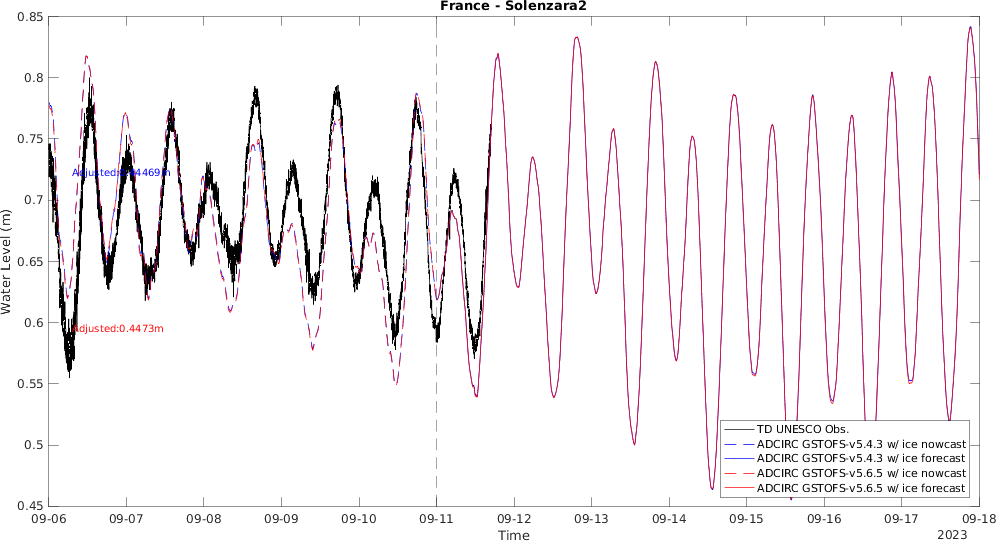 France - Solenzara2
0.85
0.8
0.75
0.7
0.65
0.6
0.55
0.5
0.45
Water Level (m)
Adjusted:0.4469m
Adjusted:0.4473m
TD UNESCO Obs.
ADCIRC GSTOFS-v5.4.3 w/ ice nowcast
ADCIRC GSTOFS-v5.4.3 w/ ice forecast
ADCIRC GSTOFS-v5.6.5 w/ ice nowcast
ADCIRC GSTOFS-v5.6.5 w/ ice forecast
09-06 09-07 09-08 09-09 09-10 09-11 09-12 09-13 09-14 09-15 09-16 09-17 09-18
Time
2023